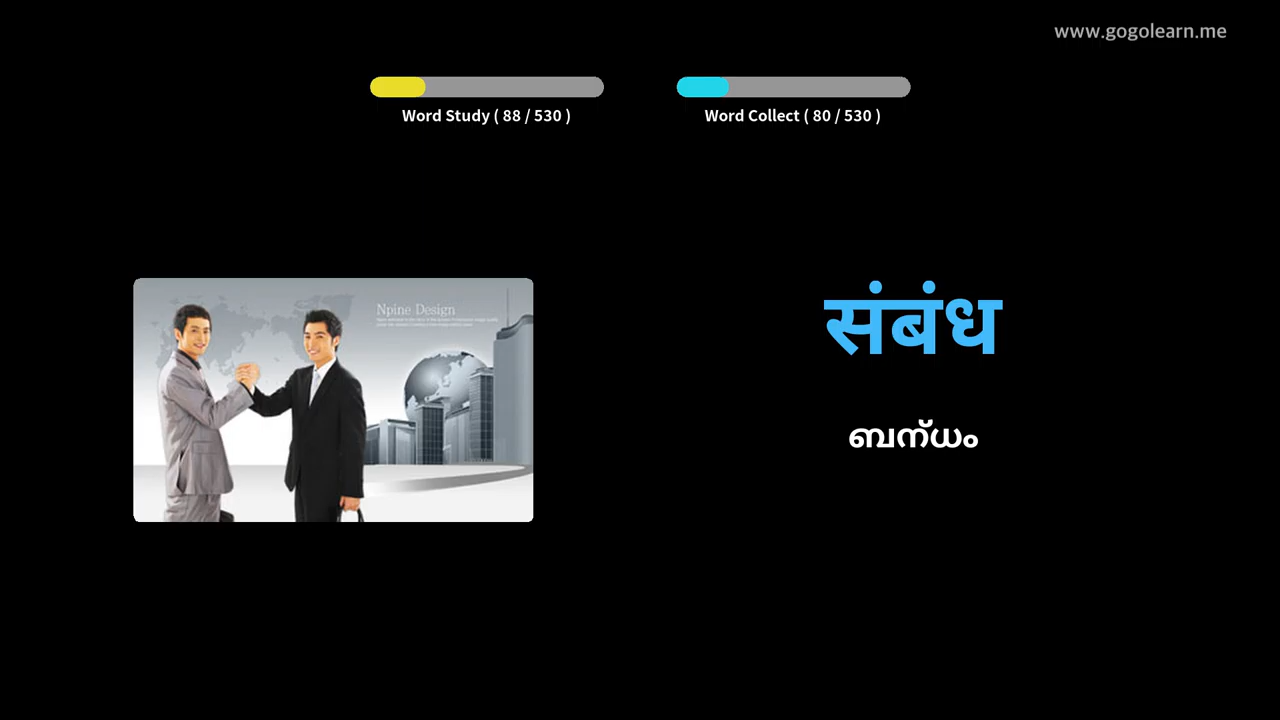 www.gogolearn.me
Word Study ( 88 / 530 )
Word Collect ( 80 / 530 )
Npine Design
संबंध
ബന്ധം